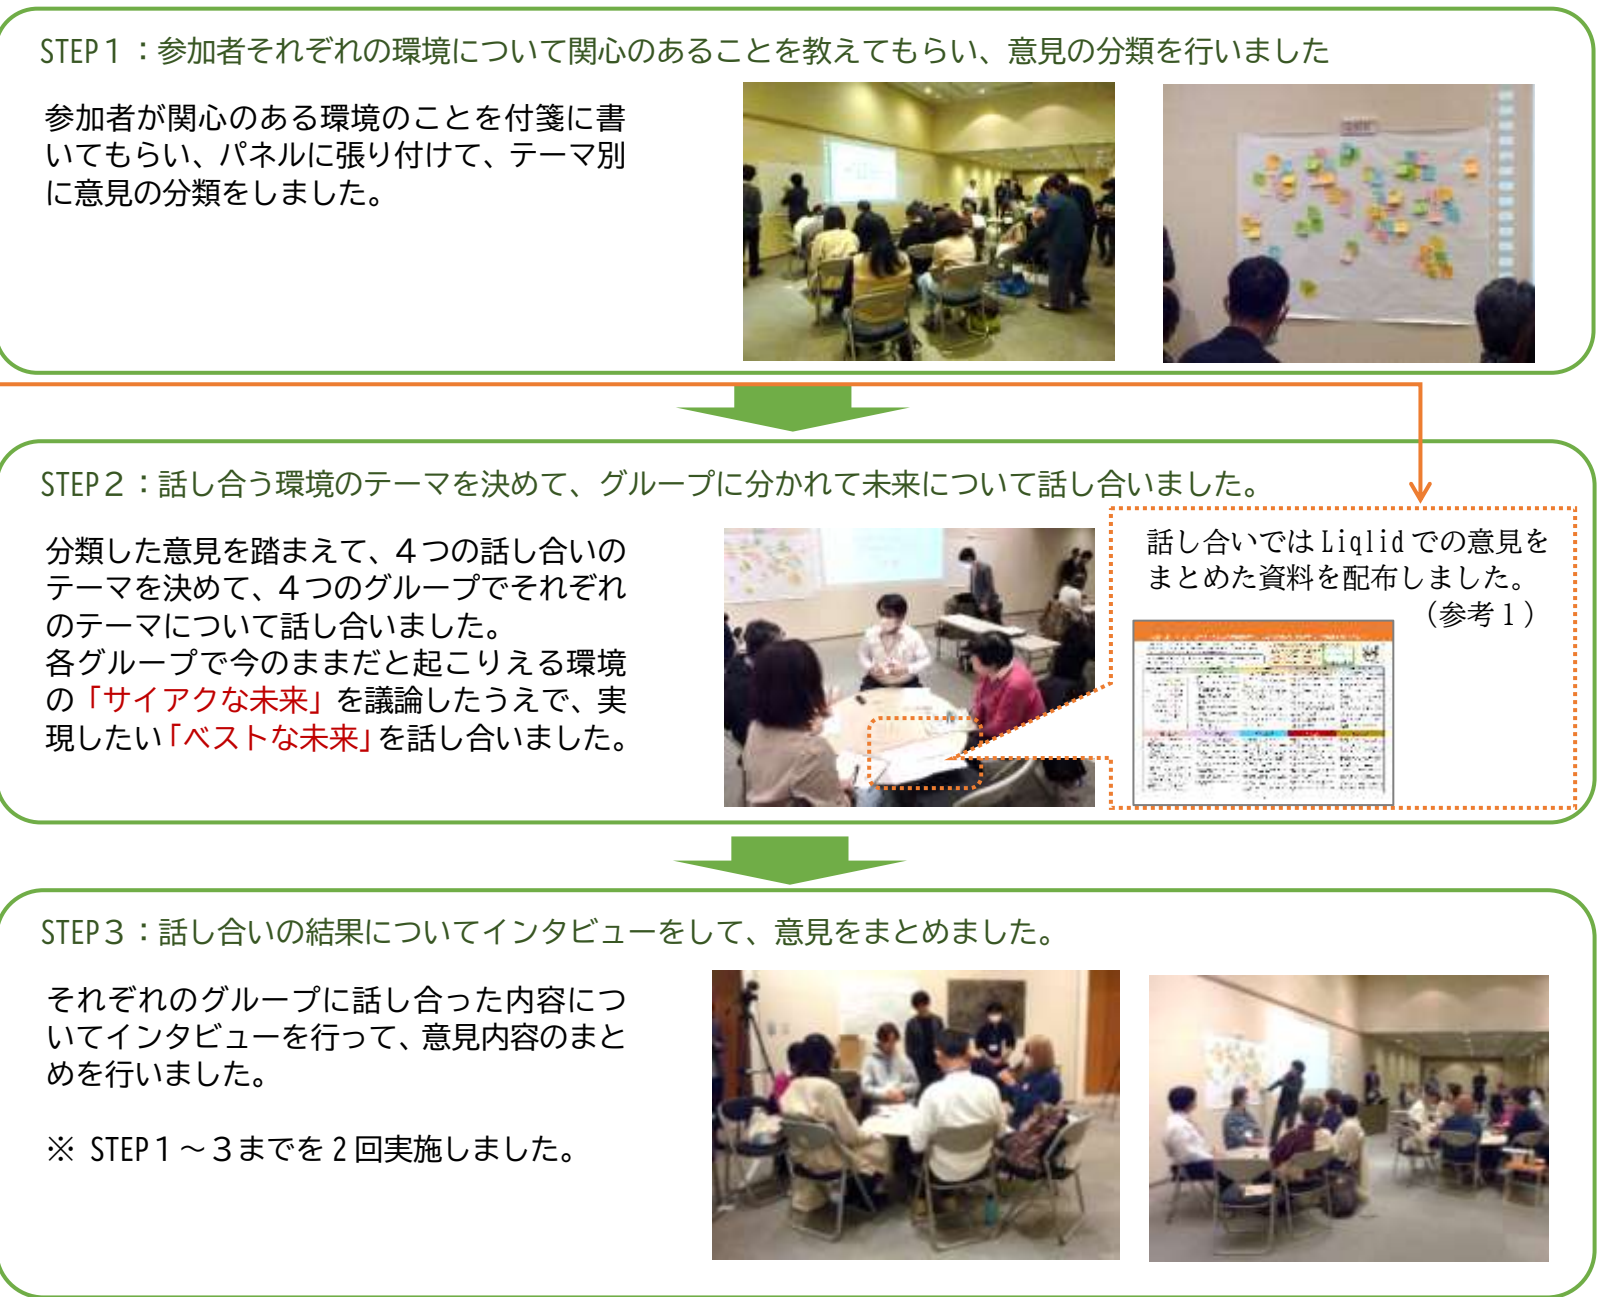 STEP１：参加者それぞれの環境について関心のあることを教えてもらい、意見の分類を行いました
参加者が関心のある環境のことを付箋に書
いてもらい、パネルに張り付けて、テーマ別
に意見の分類をしました。
STEP２：話し合う環境のテーマを決めて、グループに分かれて未来について話し合いました。
分類した意見を踏まえて、４つの話し合いの
テーマを決めて、４つのグループでそれぞれ
のテーマについて話し合いました。
各グループで今のままだと起こりえる環境
の「サイアクな未来」を議論したうえで、実
現したい「ベストな未来」を話し合いました。
話し合いでは Liqlid での意見を
まとめた資料を配布しました。
（参考１）
STEP３：話し合いの結果についてインタビューをして、意見をまとめました。
それぞれのグループに話し合った内容につ
いてインタビューを行って、意見内容のまと
めを行いました。
※ STEP１～３までを２回実施しました。